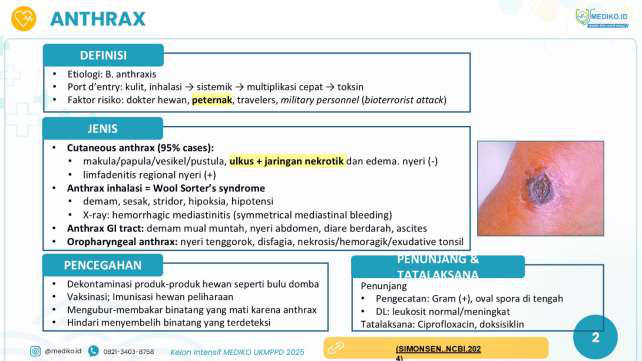 ANTHRAX
MEDIKO.ID
DEFINISI
• Etiologi: B. anthraxis
• Port d'entry: kulit, inhalasi → sistemik → multiplikasi cepat → toksin
• Faktor risiko: dokter hewan, peternak, travelers, military personnel (bioterrorist attack)
JENIS
• Cutaneous anthrax (95% cases):
• makula/papula/vesikel/pustula, ulkus + jaringan nekrotik dan edema. nyeri (-)
• limfadenitis regional nyeri (+)
• Anthrax inhalasi = Wool Sorter's syndrome
• demam, sesak, stridor, hipoksia, hipotensi
• X-ray: hemorrhagic mediastinitis (symmetrical mediastinal bleeding)
• Anthrax GI tract: demam mual muntah, nyeri abdomen, diare berdarah, ascites
• Oropharyngeal anthrax: nyeri tenggorok, disfagia, nekrosis/hemoragik/exudative tonsil
PENCEGAHAN
• Dekontaminasi produk-produk hewan seperti bulu domba
• Vaksinasi; Imunisasi hewan peliharaan
• Mengubur-membakar binatang yang mati karena anthrax
• Hindari menyembelih binatang yang terdeteksi
PENUNJANG &
TATALAKSANA
Penunjang
• Pengecatan: Gram (+), oval spora di tengah
• DL: leukosit normal/meningkat
Tatalaksana: Ciprofloxacin, doksisiklin
2
@mediko.id
0821-3403-8758
Kelan Intensif MEDIKO UKMPPD 2025
(SIMONSEN..NCBI.202
4)